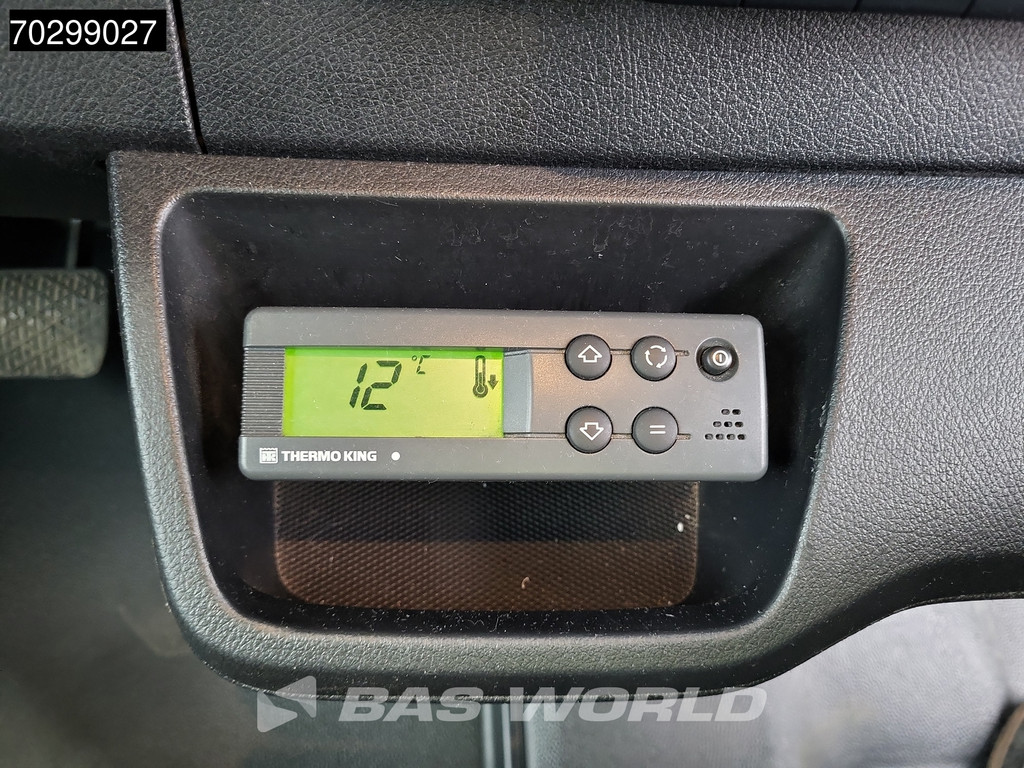 70299027
12 °C
THERMO KING
BAS WORLD